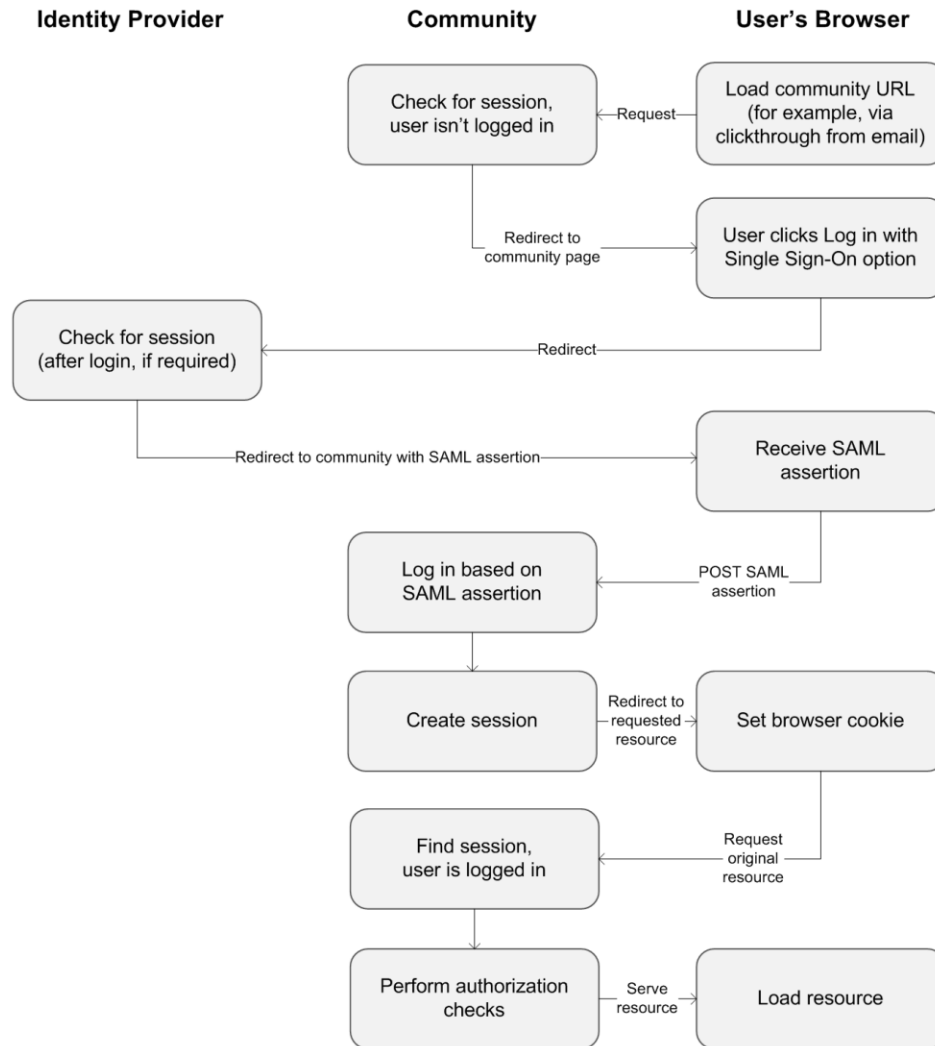 Identity Provider
Community
User's Browser
Check for session,
user isn't logged in
Request
Load community URL
(for example, via
clickthrough from email)
Redirect to
community page
User clicks Log in with
Single Sign-On option
Check for session
(after login, if required)
Redirect
Redirect to community with SAML assertion
Receive SAML
assertion
Log in based on
SAML assertion
POST SAML
assertion
Create session
Redirect to
requested
resource
Set browser cookie
Find session,
user is logged in
Request
original
resource
Perform authorization
checks
Serve
resource
Load resource